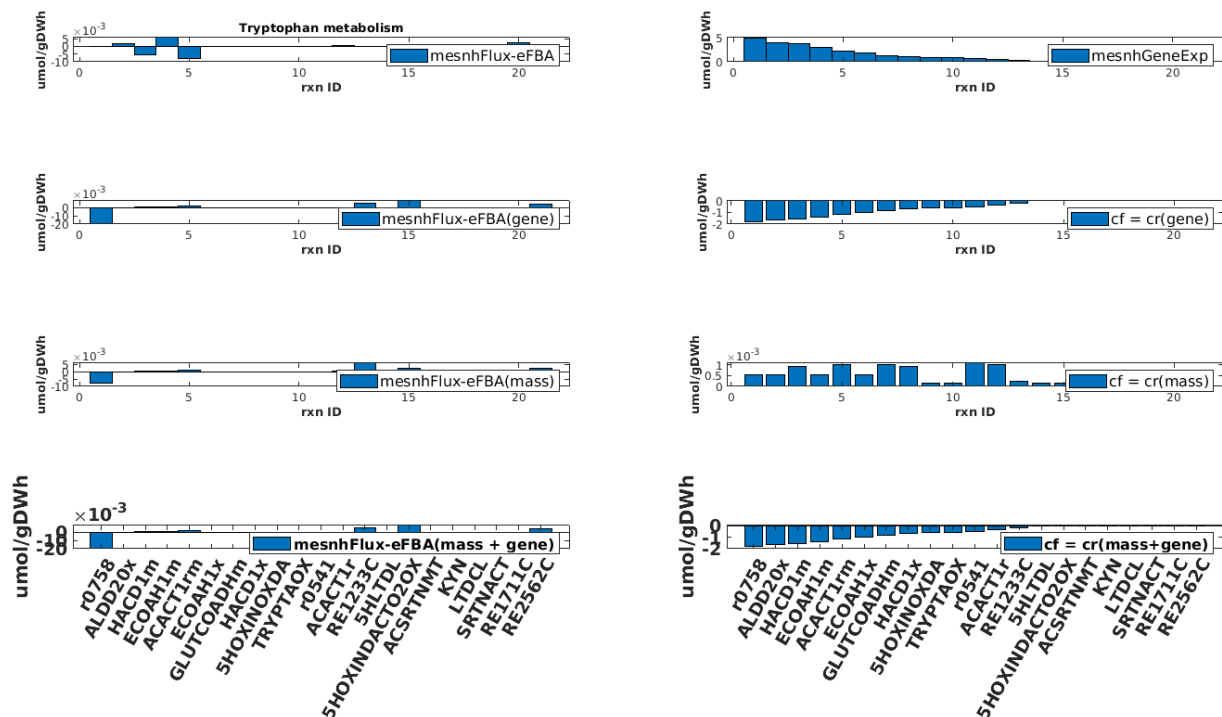 Tryptophan metabolism
×10^-3
umol/gDWh
5
0
-5
-10
mesnhFlux-eFBA
0 5 10 15 20
rxn ID
umol/gDWh
5
0
mesnhGeneExp
0 5 10 15 20
rxn ID
×10^-3
umol/gDWh
0
-10
-20
mesnhFlux-eFBA(gene)
0 5 10 15 20
rxn ID
umol/gDWh
0
-1
-2
cf = cr(gene)
0 5 10 15 20
rxn ID
×10^-3
umol/gDWh
5
0
-5
-10
mesnhFlux-eFBA(mass)
0 5 10 15 20
rxn ID
×10^-3
umol/gDWh
1
0.5
0
cf = cr(mass)
0 5 10 15 20
rxn ID
×10^-3
umol/gDWh
0
-10
-20
mesnhFlux-eFBA(mass + gene)
r0758
ALDD20x
HACD1m
ECOAH1m
ACACT1rm
ECOAH1x
GLUTCOADHm
HACD1x
5HOXINOXDA
TRYPTAOX
r0541
ACACT1r
RE1233C
5HLTDL
5HOXINDACTO2OX
ACSRTNMT
KYN
LTDCL
SRTNACT
RE1711C
RE2562C
umol/gDWh
0
-1
-2
cf = cr(mass+gene)
r0758
ALDD20x
HACD1m
ECOAH1m
ACACT1rm
ECOAH1x
GLUTCOADHm
HACD1x
5HOXINOXDA
TRYPTAOX
r0541
ACACT1r
RE1233C
5HLTDL
5HOXINDACTO2OX
ACSRTNMT
KYN
LTDCL
SRTNACT
RE1711C
RE2562C